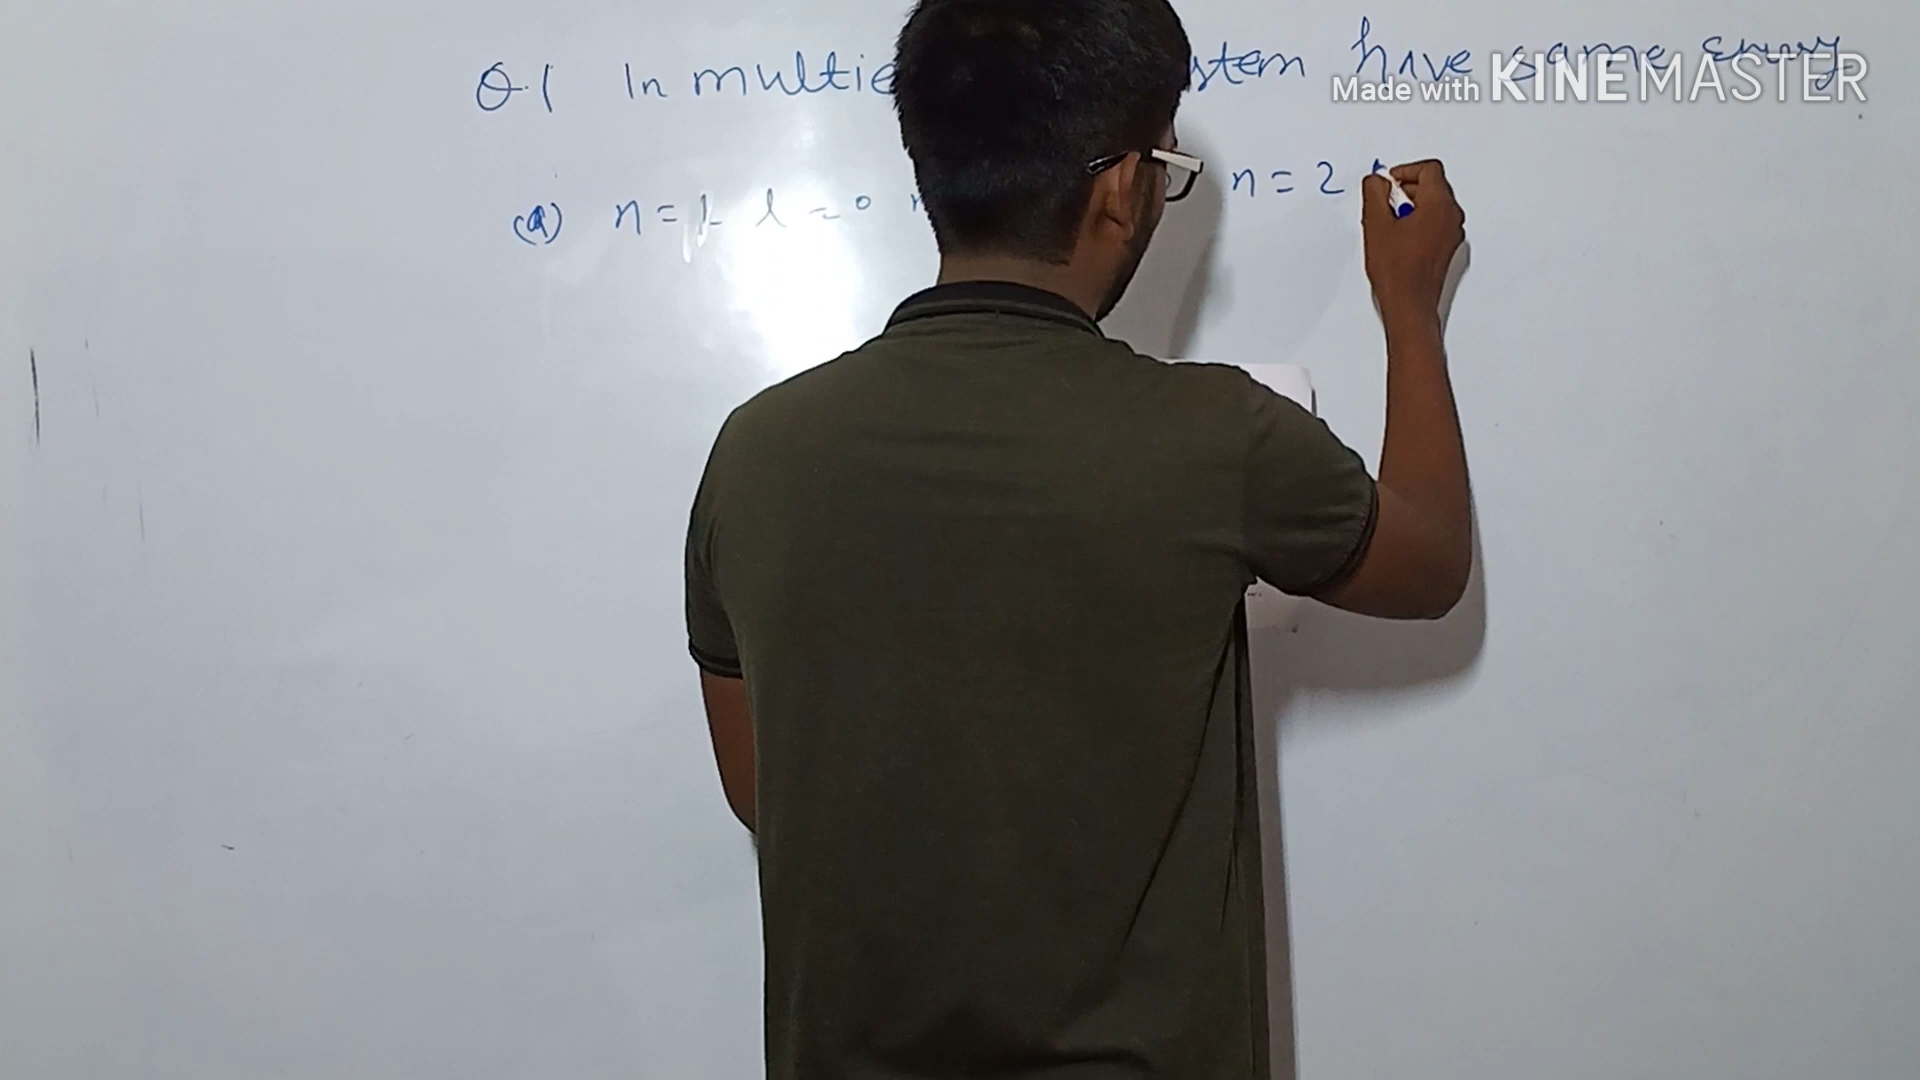 Q.1 In multie stem have same energy.
Made with KINEMASTER
(a) n=1 l=0 n=2